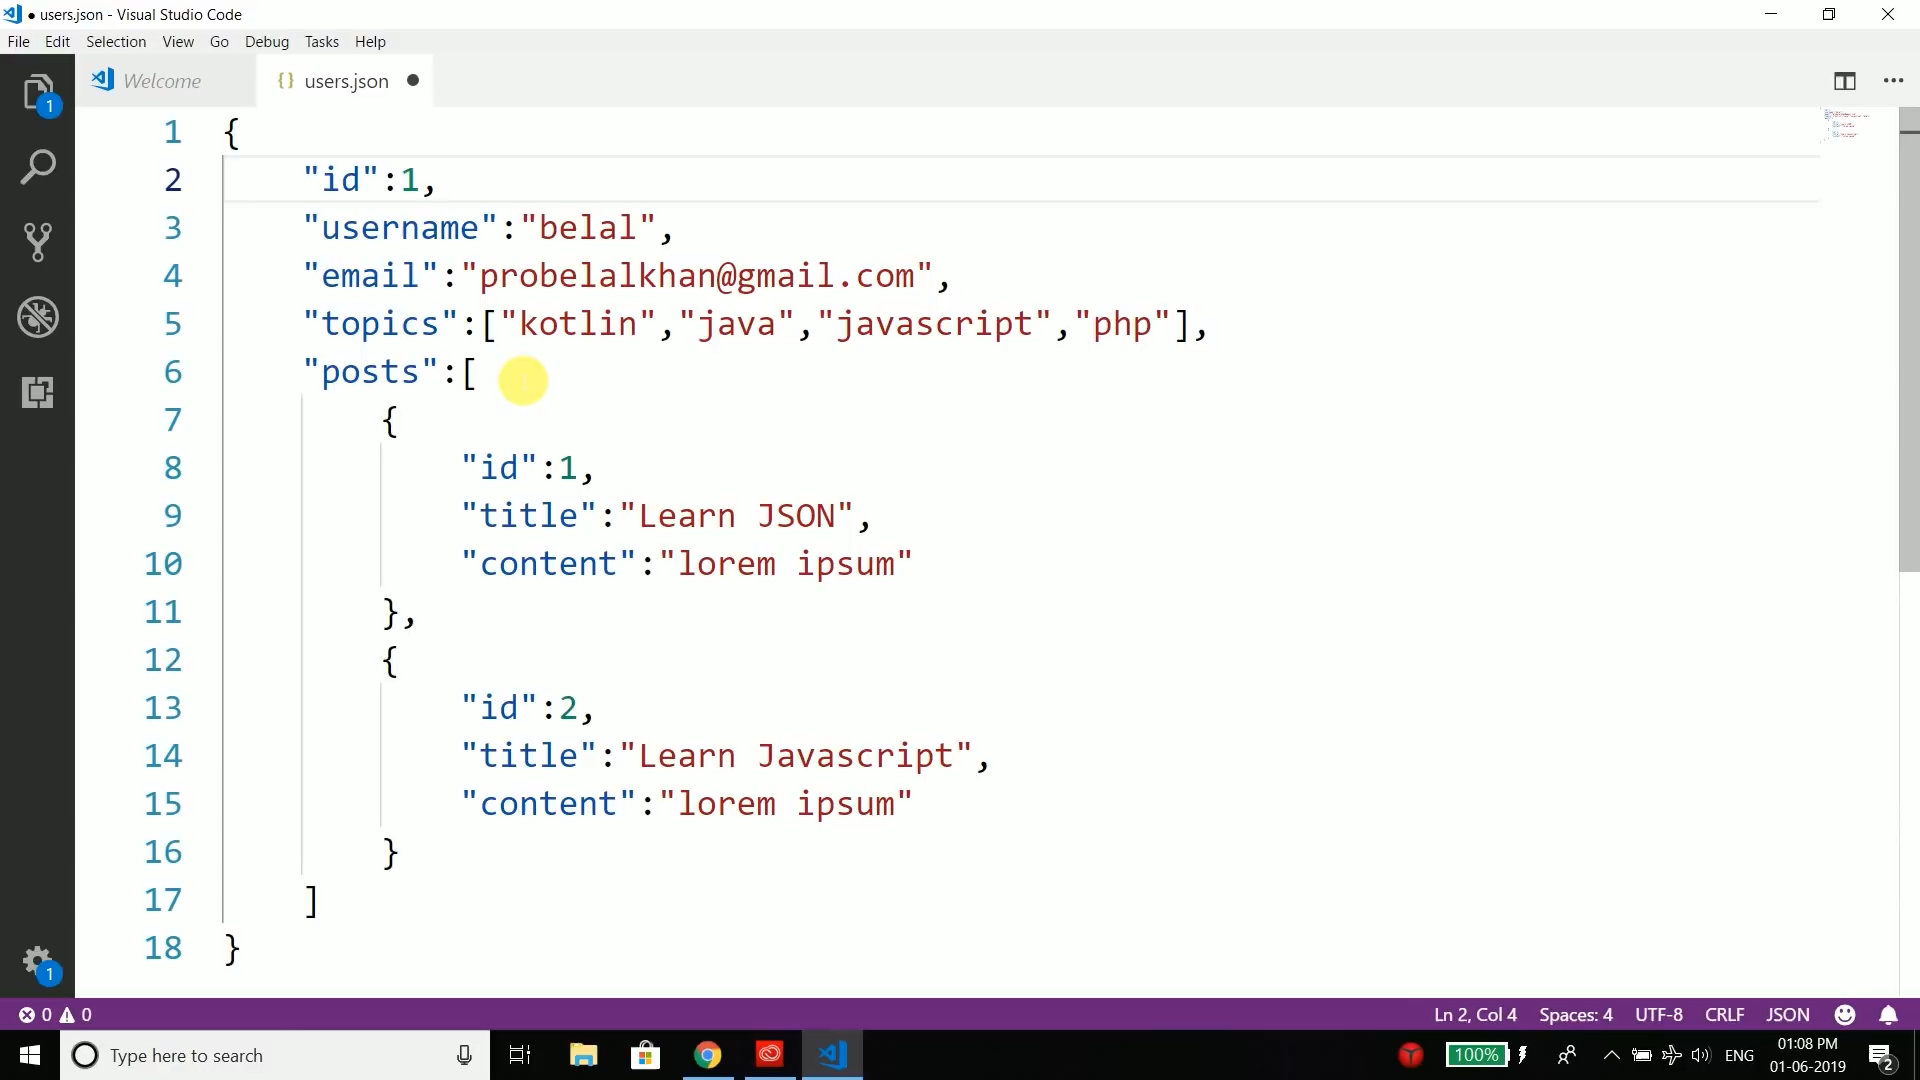 users.json - Visual Studio Code
File Edit Selection View Go Debug Tasks Help
Welcome users.json
1 {
2 "id":1,
3 "username":"belal",
4 "email":"probelalkhan@gmail.com",
5 "topics":["kotlin","java","javascript","php"],
6 "posts":[
7 {
8 "id":1,
9 "title":"Learn JSON",
10 "content":"lorem ipsum"
11 },
12 {
13 "id":2,
14 "title":"Learn Javascript",
15 "content":"lorem ipsum"
16 }
17 ]
18 }
1
1
0 0 Ln 2, Col 4 Spaces: 4 UTF-8 CRLF JSON
Type here to search 100% ENG 01:08 PM
01-06-2019 2